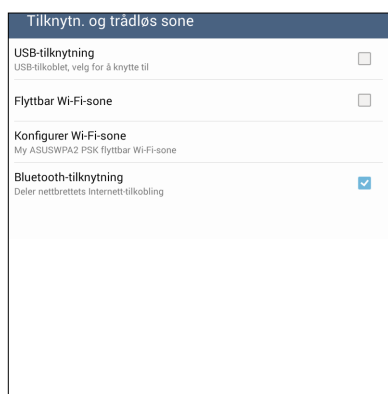 Tilknytn. og trådløs sone
USB-tilknytning
USB-tilkoblet, velg for å knytte til
Flyttbar Wi-Fi-sone
Konfigurer Wi-Fi-sone
My ASUSWPA2 PSK flyttbar Wi-Fi-sone
Bluetooth-tilknytning
Deler nettbrettets Internett-tilkobling